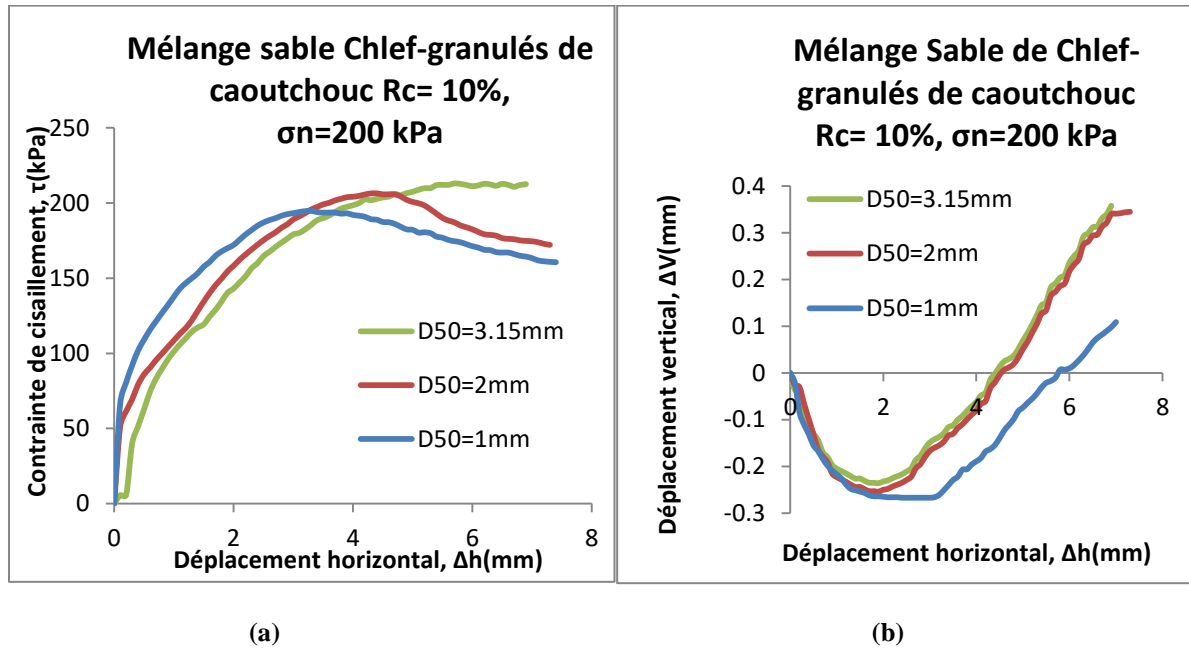 Mélange sable Chlef-granulés de
caoutchouc Rc= 10%,
σn=200 kPa
250
200
150
100
50
0
Contrainte de cisaillement, τ(kPa)
D50=3.15mm
D50=2mm
D50=1mm
0 2 4 6 8
Déplacement horizontal, Δh(mm)
(a)
Mélange Sable de Chlef-
granulés de caoutchouc
Rc= 10%, σn=200 kPa
0.4
0.3
0.2
0.1
0
-0.1
-0.2
-0.3
Déplacement vertical, ΔV(mm)
D50=3.15mm
D50=2mm
D50=1mm
0 2 4 6 8
Déplacement horizontal, Δh(mm)
(b)